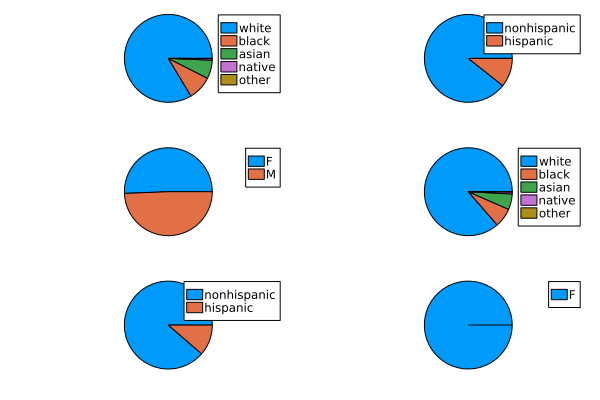 white
black
asian
native
other
nonhispanic
hispanic
F
M
white
black
asian
native
other
nonhispanic
hispanic
F